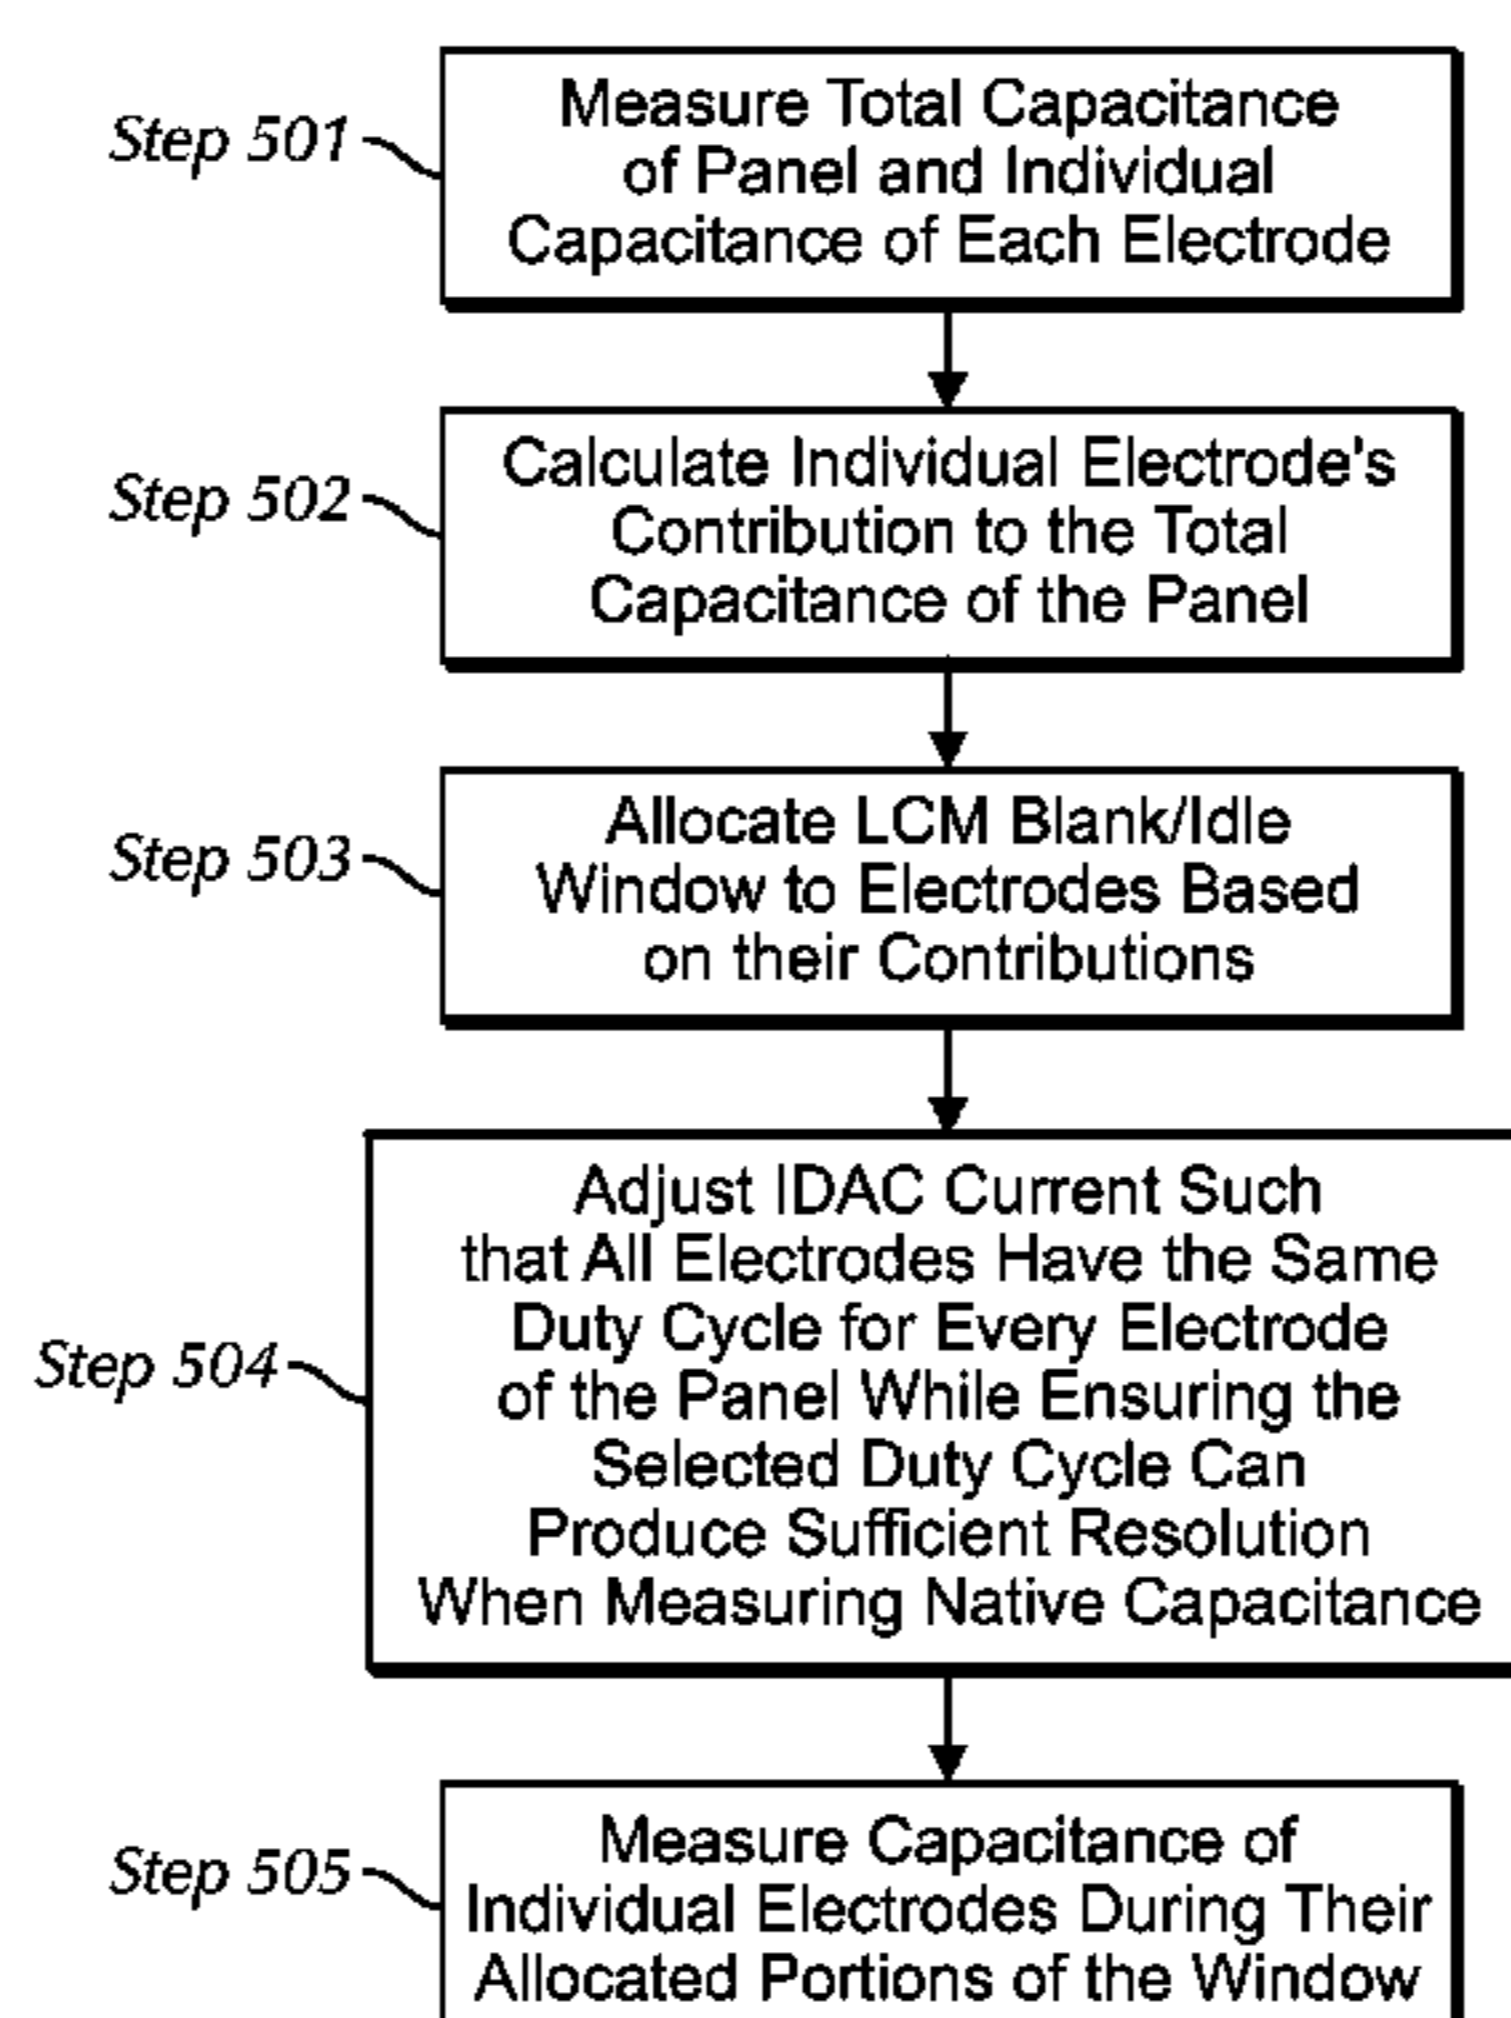 Step 501
Measure Total Capacitance
of Panel and Individual
Capacitance of Each Electrode
Step 502
Calculate Individual Electrode's
Contribution to the Total
Capacitance of the Panel
Step 503
Allocate LCM Blank/Idle
Window to Electrodes Based
on their Contributions
Step 504
Adjust IDAC Current Such
that All Electrodes Have the Same
Duty Cycle for Every Electrode
of the Panel While Ensuring the
Selected Duty Cycle Can
Produce Sufficient Resolution
When Measuring Native Capacitance
Step 505
Measure Capacitance of
Individual Electrodes During Their
Allocated Portions of the Window